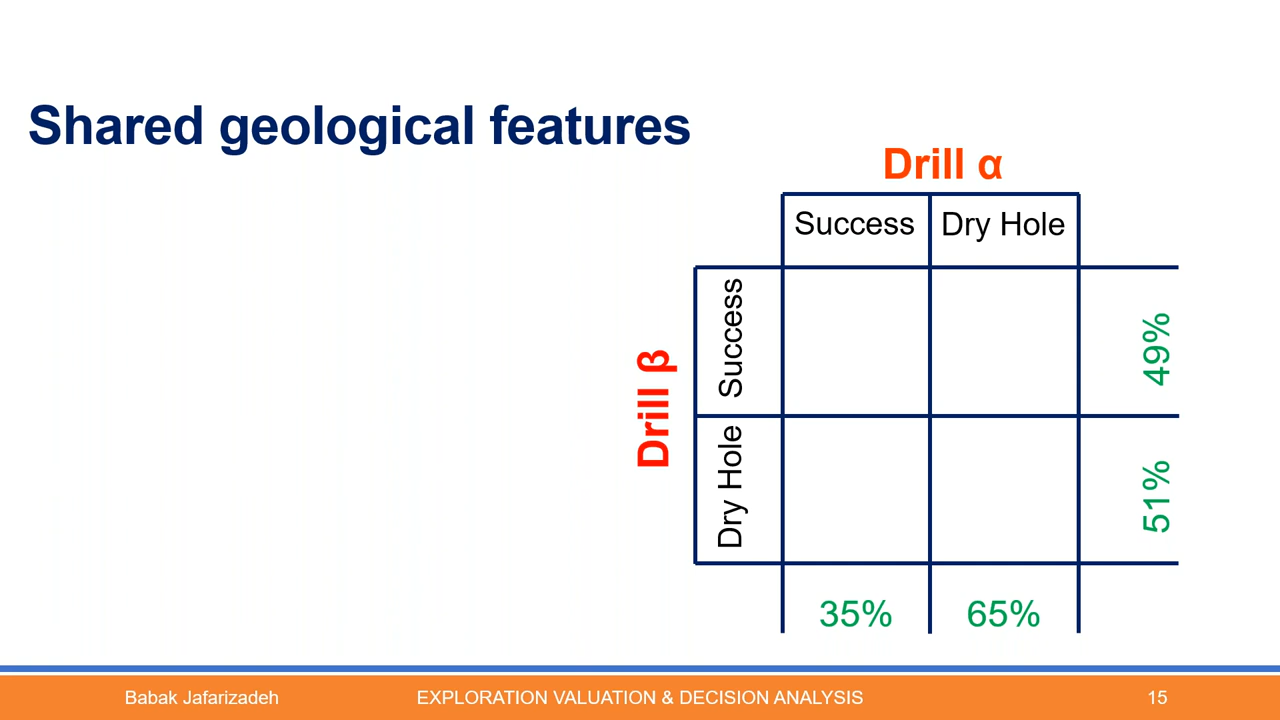 Shared geological features
Drill α
Success Dry Hole
Drill β
Success
49%
Dry Hole
51%
35% 65%
Babak Jafarizadeh EXPLORATION VALUATION & DECISION ANALYSIS 15